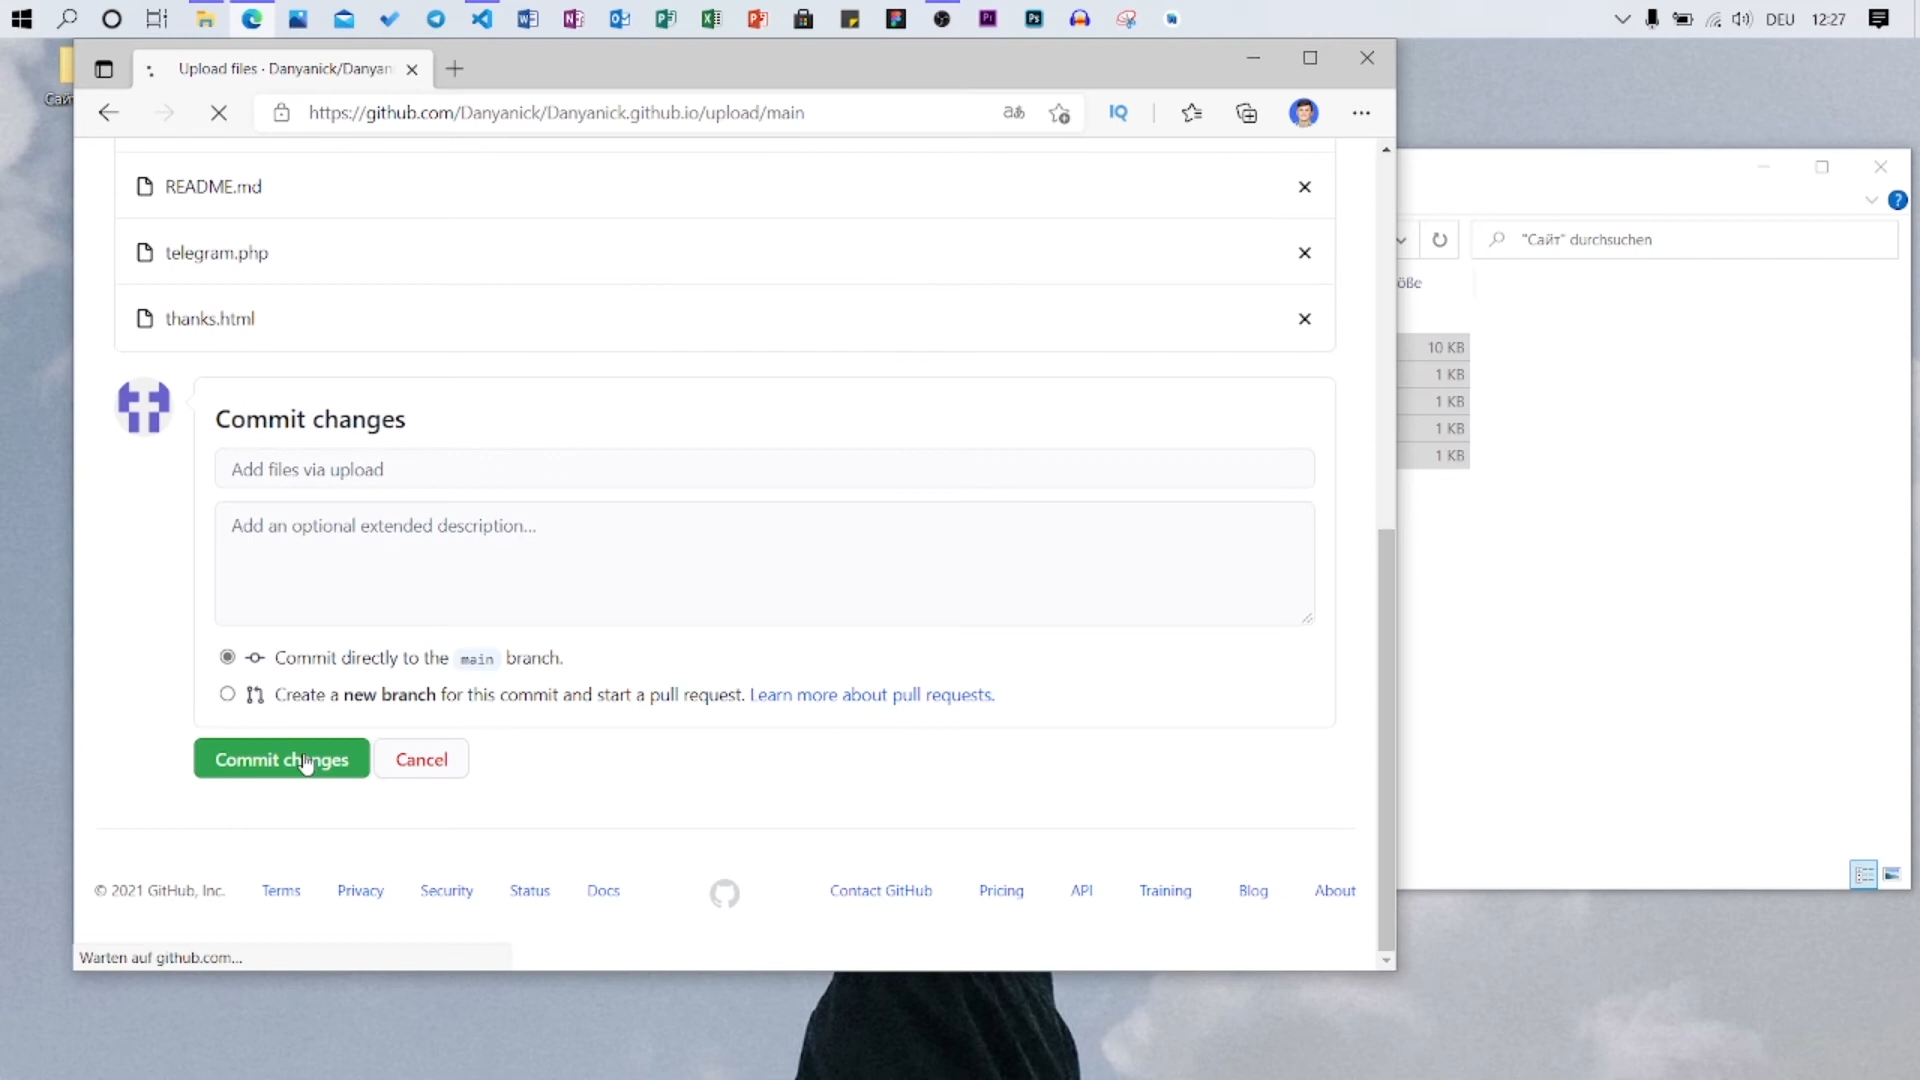 DEU 12:27
Сайт
Upload files · Danyanick/Danyan
https://github.com/Danyanick/Danyanick.github.io/upload/main
aあ
IQ
README.md
telegram.php
thanks.html
Commit changes
Add files via upload
Add an optional extended description...
Commit directly to the main branch.
Create a new branch for this commit and start a pull request. Learn more about pull requests.
Commit changes Cancel
© 2021 GitHub, Inc. Terms Privacy Security Status Docs Contact GitHub Pricing API Training Blog About
Warten auf github.com...
"Сайт" durchsuchen
öße
10 KB
1 KB
1 KB
1 KB
1 KB